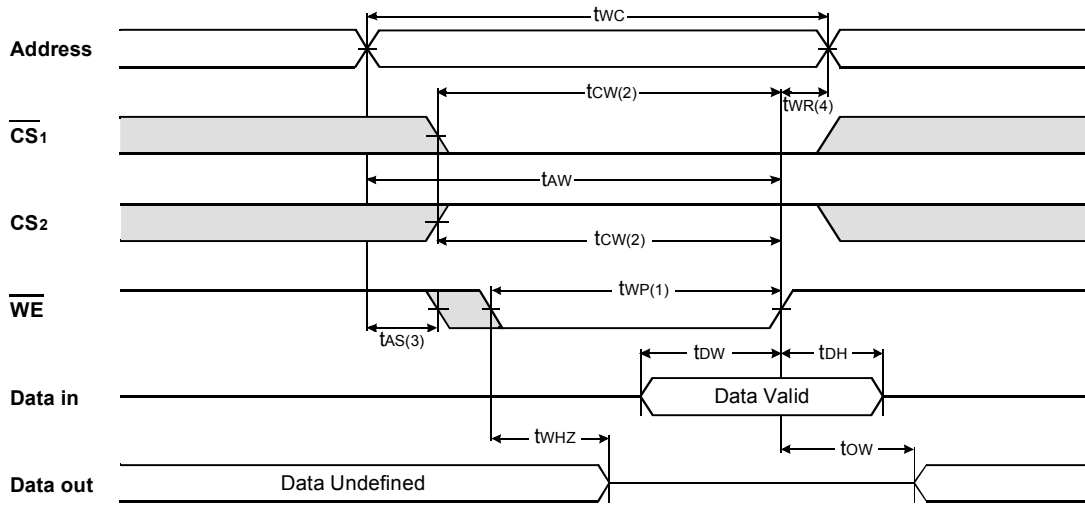 tWC
Address
tCW(2)
tWR(4)
CS1
tAW
CS2
tCW(2)
tWP(1)
WE
tAS(3)
tDW
tDH
Data in
Data Valid
tWHZ
tOW
Data out
Data Undefined